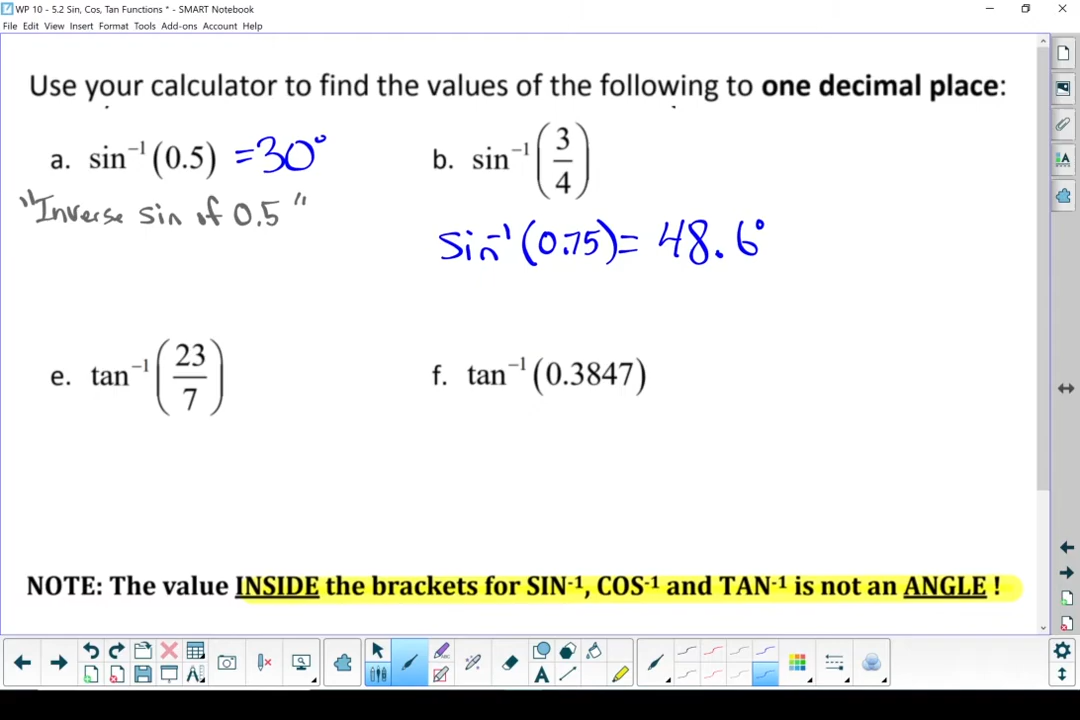 WP 10 - 5.2 Sin, Cos, Tan Functions * - SMART Notebook
File Edit View Insert Format Tools Add-ons Account Help
Use your calculator to find the values of the following to one decimal place:
a. sin⁻¹(0.5) =30°
b. sin⁻¹(3/4)
"Inverse sin of 0.5"
sin⁻¹(0.75)= 48.6°
e. tan⁻¹(23/7)
f. tan⁻¹(0.3847)
NOTE: The value INSIDE the brackets for SIN⁻¹, COS⁻¹ and TAN⁻¹ is not an ANGLE !